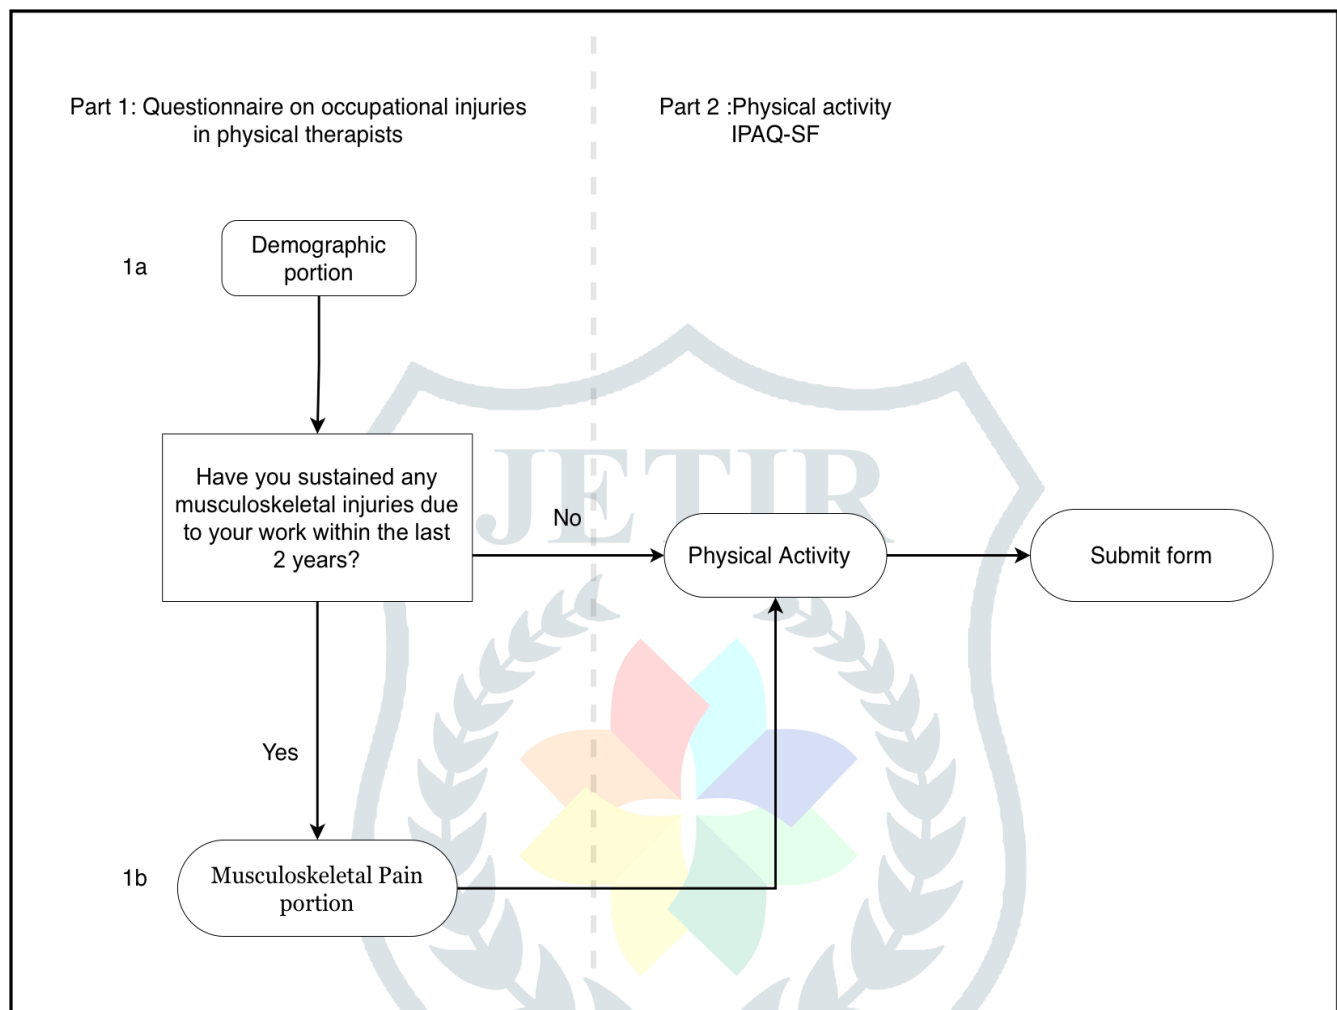 Part 1: Questionnaire on occupational injuries
in physical therapists
Part 2 :Physical activity
IPAQ-SF
1a
Demographic
portion
JETIR
Have you sustained any
musculoskeletal injuries due
to your work within the last
2 years?
No
Physical Activity
Submit form
Yes
1b
Musculoskeletal Pain
portion